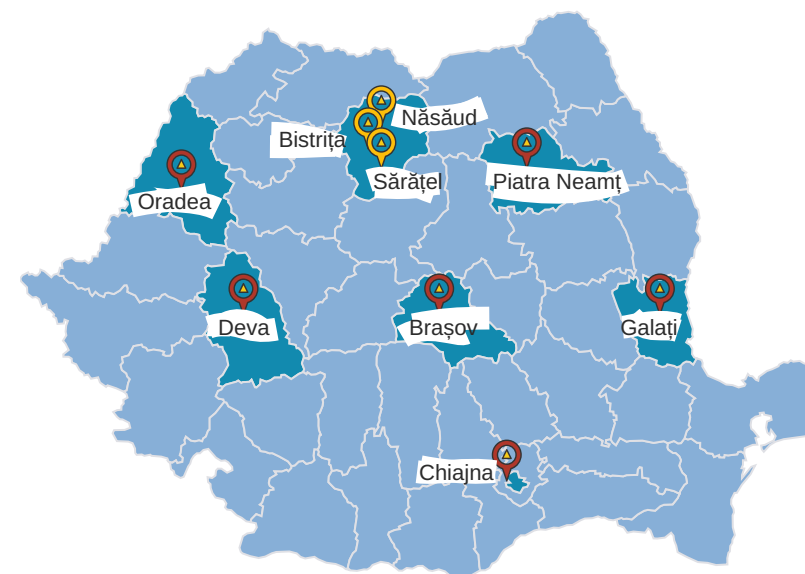 Năsăud
Bistrița
Sărățel
Piatra Neamț
Oradea
Deva
Brașov
Galați
Chiajna